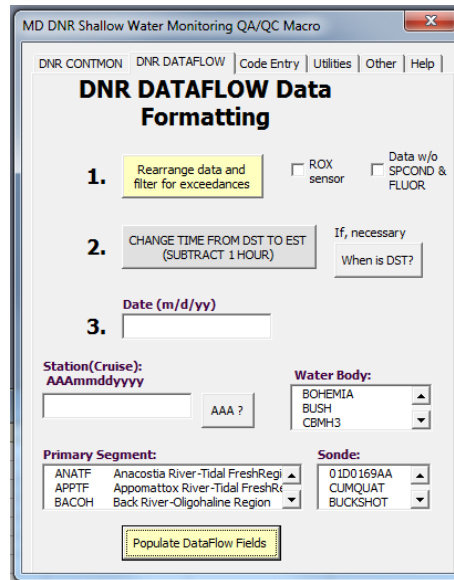 MD DNR Shallow Water Monitoring QA/QC Macro
x
DNR CONTMON DNR DATAFLOW Code Entry Utilities Other Help
DNR DATAFLOW Data
Formatting
1. Rearrange data and
filter for exceedances
ROX
sensor
Data w/o
SPCOND &
FLUOR
2. CHANGE TIME FROM DST TO EST
(SUBTRACT 1 HOUR)
If, necessary
When is DST?
Date (m/d/yy)
3.
Station(Cruise):
AAAmmddyyyy
AAA ?
Water Body:
BOHEMIA
BUSH
CBMH3
Primary Segment:
ANATF Anacostia River-Tidal FreshRegi
APPTF Appomattox River-Tidal FreshRe
BACOH Back River-Oligohaline Region
Sonde:
01D0169AA
CUMQUAT
BUCKSHOT
Populate DataFlow Fields